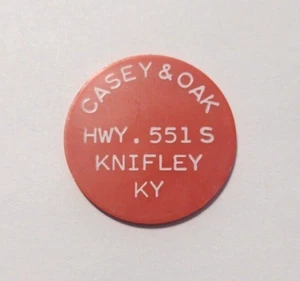 CASEY & OAK
HWY. 551 S
KNIFLEY
KY